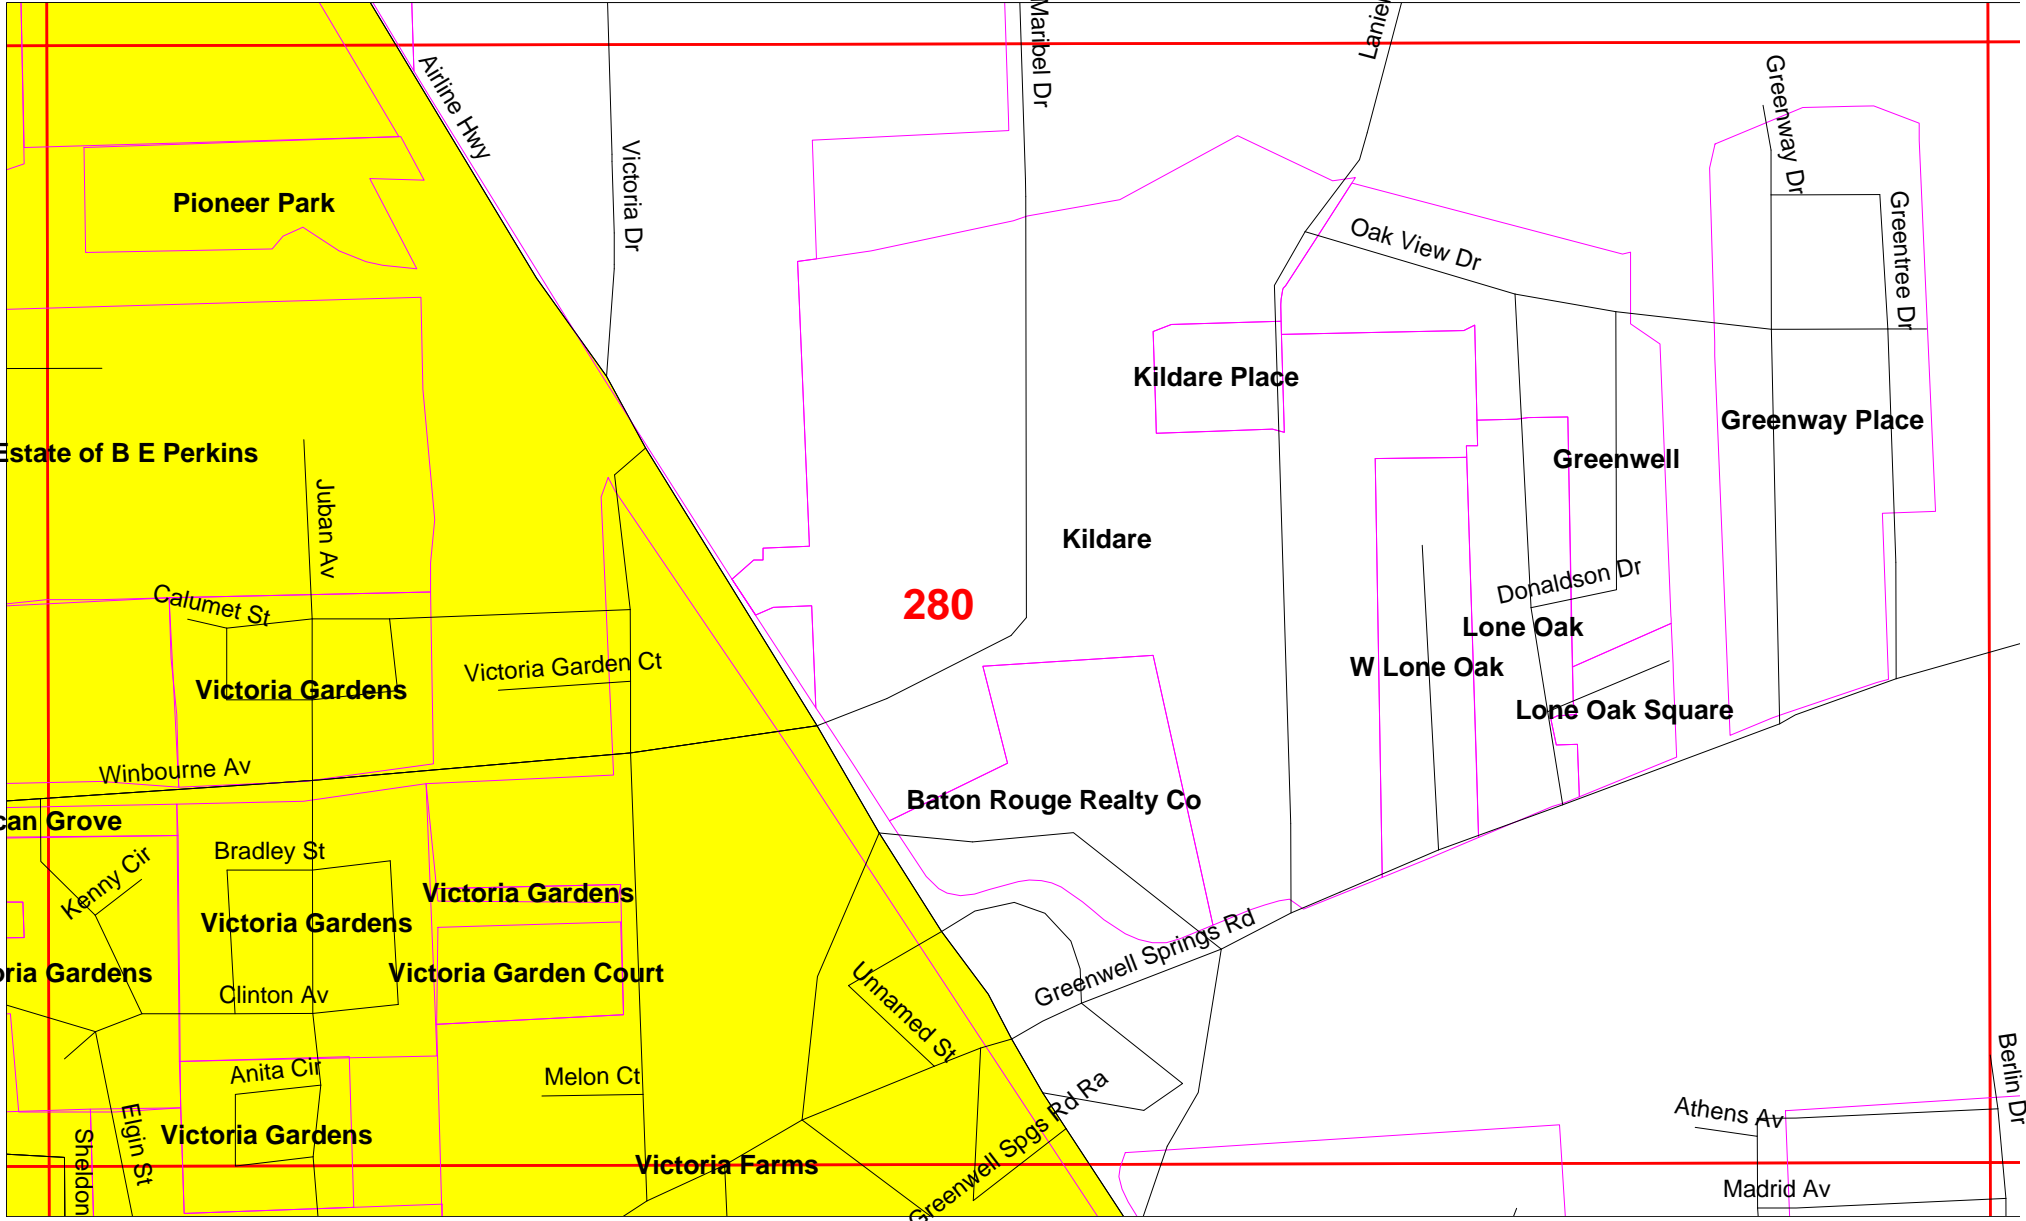 Maribel Dr
Lanier
Airline Hwy
Greenway Dr
Victoria Dr
Pioneer Park
Oak View Dr
Greentree Dr
Kildare Place
Greenway Place
Estate of B E Perkins
Greenwell
Juban Av
Kildare
Donaldson Dr
Calumet St
280
Lone Oak
Victoria Garden Ct
W Lone Oak
Victoria Gardens
Lone Oak Square
Winbourne Av
Baton Rouge Realty Co
can Grove
Bradley St
Kenny Cir
Victoria Gardens
Victoria Gardens
Greenwell Springs Rd
oria Gardens
Victoria Garden Court
Clinton Av
Unnamed St
Anita Cir
Melon Ct
Greenwell Spgs Rd Ra
Berlin Dr
Athens Av
Elgin St
Sheldon
Victoria Gardens
Victoria Farms
Madrid Av